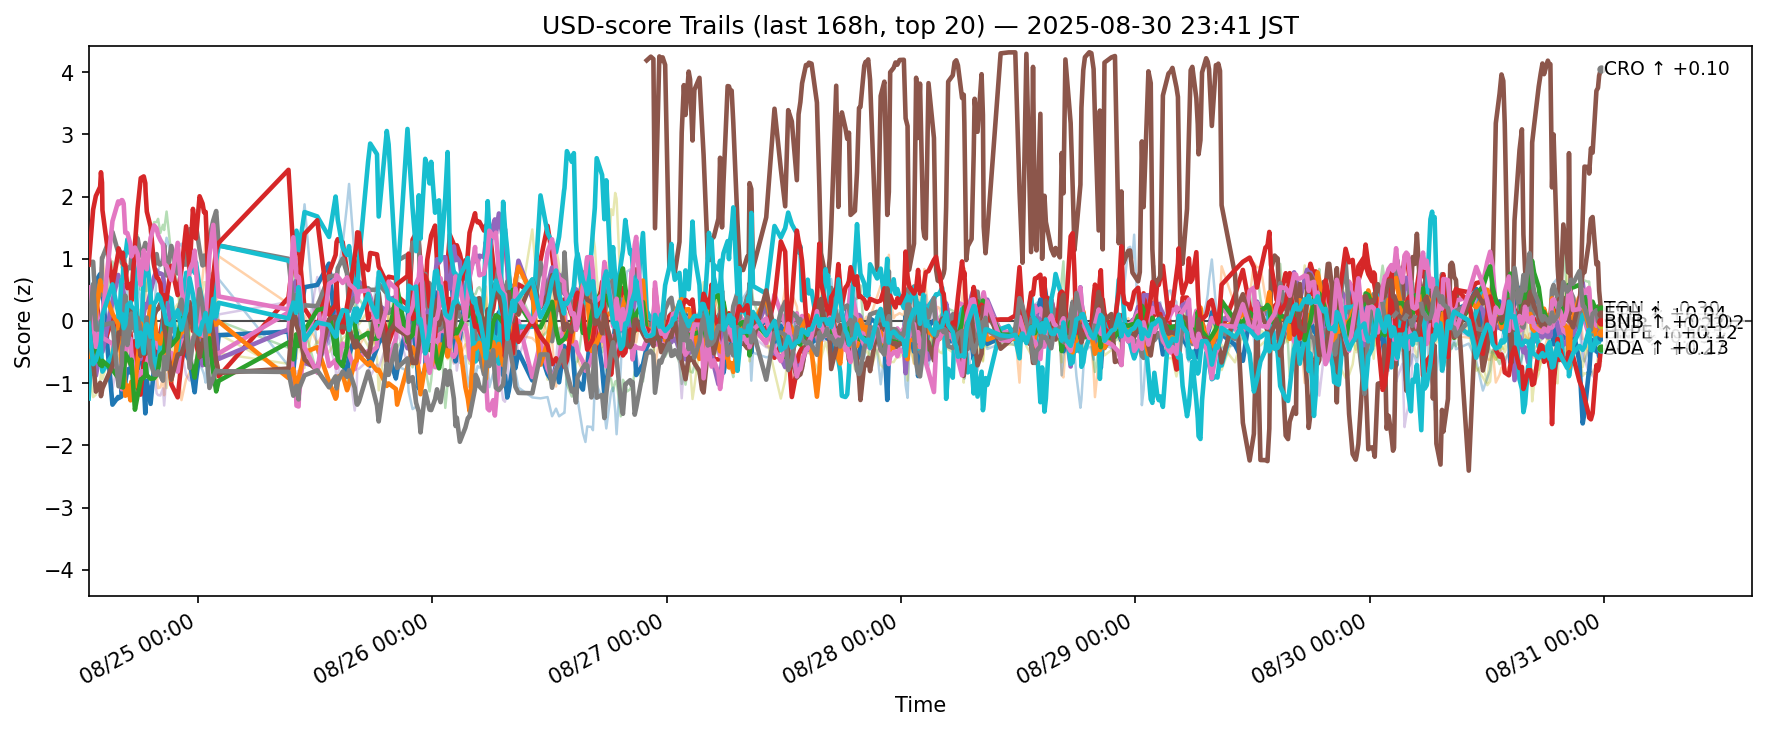 USD-score Trails (last 168h, top 20) — 2025-08-30 23:41 JST
Score (z)
4
3
2
1
0
−1
−2
−3
−4
CRO ↑ +0.10
BNB ↑ +0.10
ADA ↑ +0.13
08/25 00:00
08/26 00:00
08/27 00:00
08/28 00:00
08/29 00:00
08/30 00:00
08/31 00:00
Time